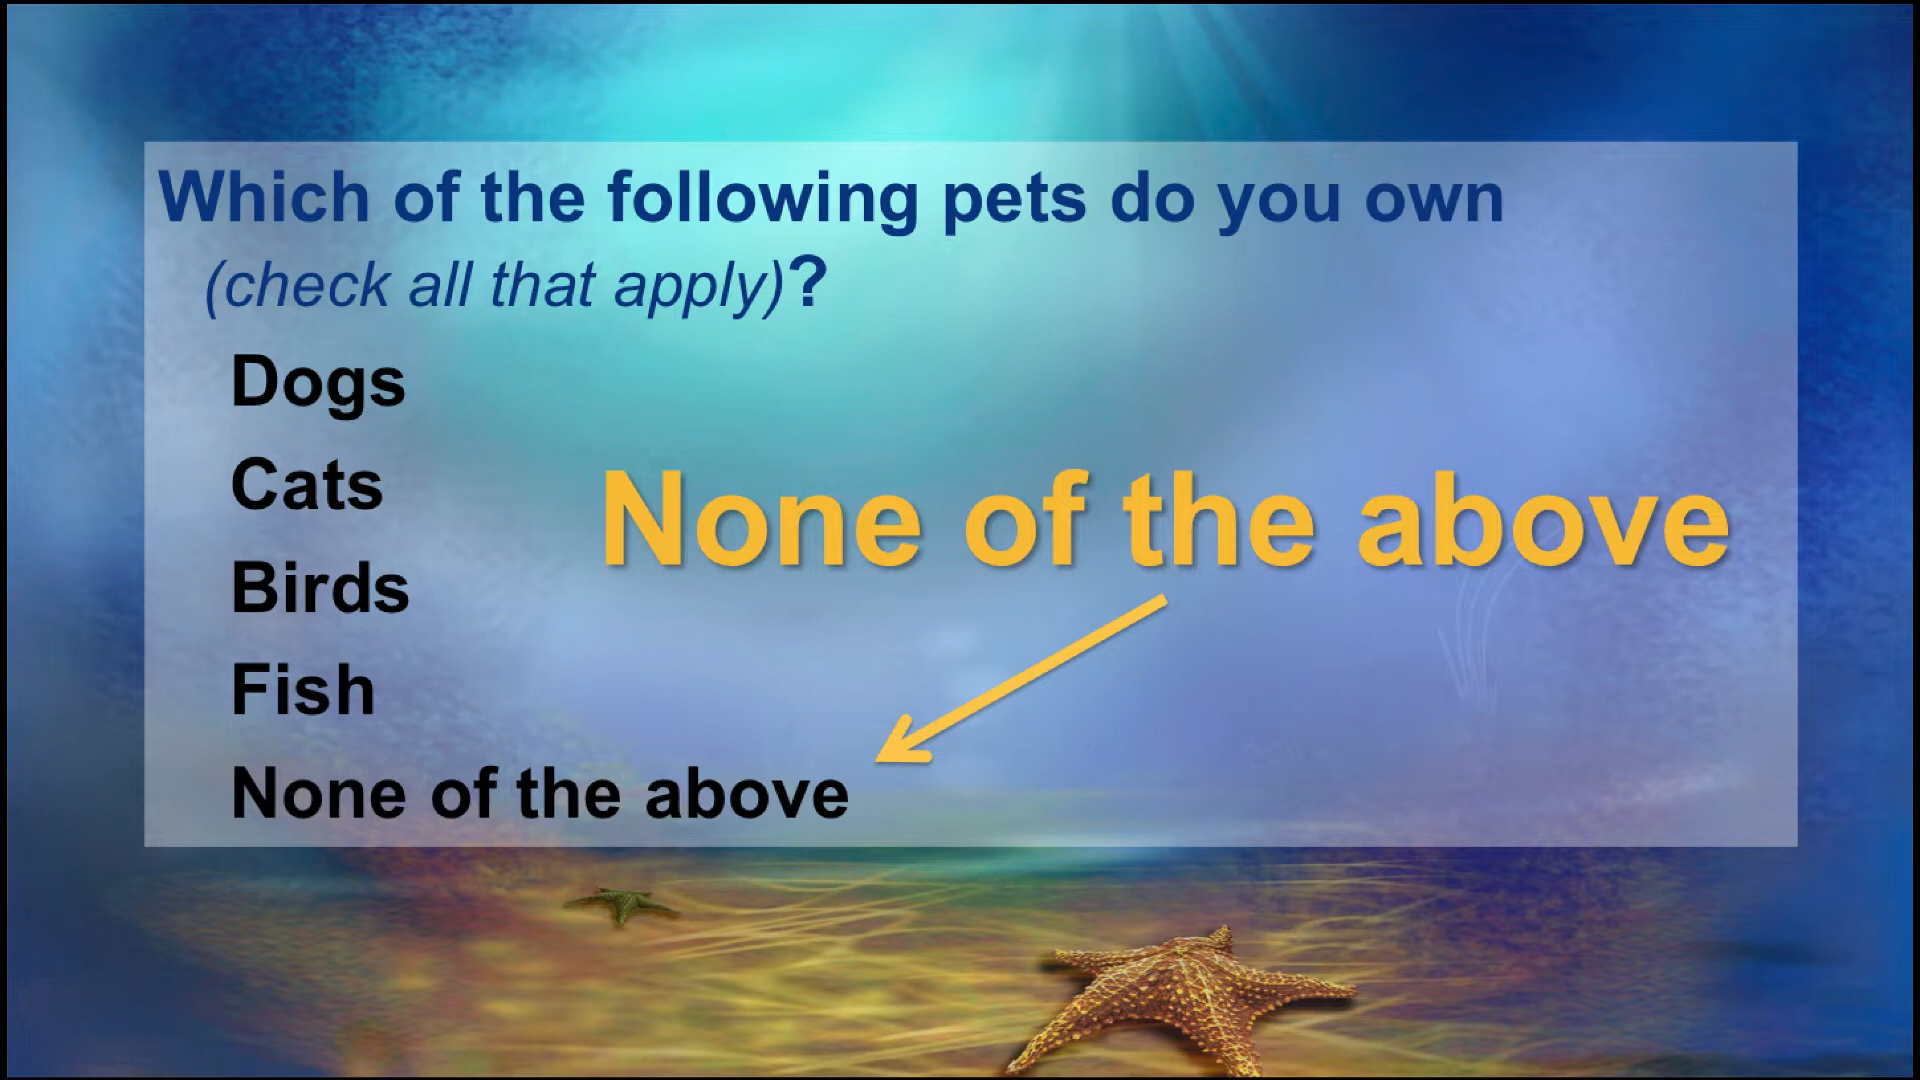 Which of the following pets do you own
(check all that apply)?
Dogs
Cats
None of the above
Birds
Fish
None of the above